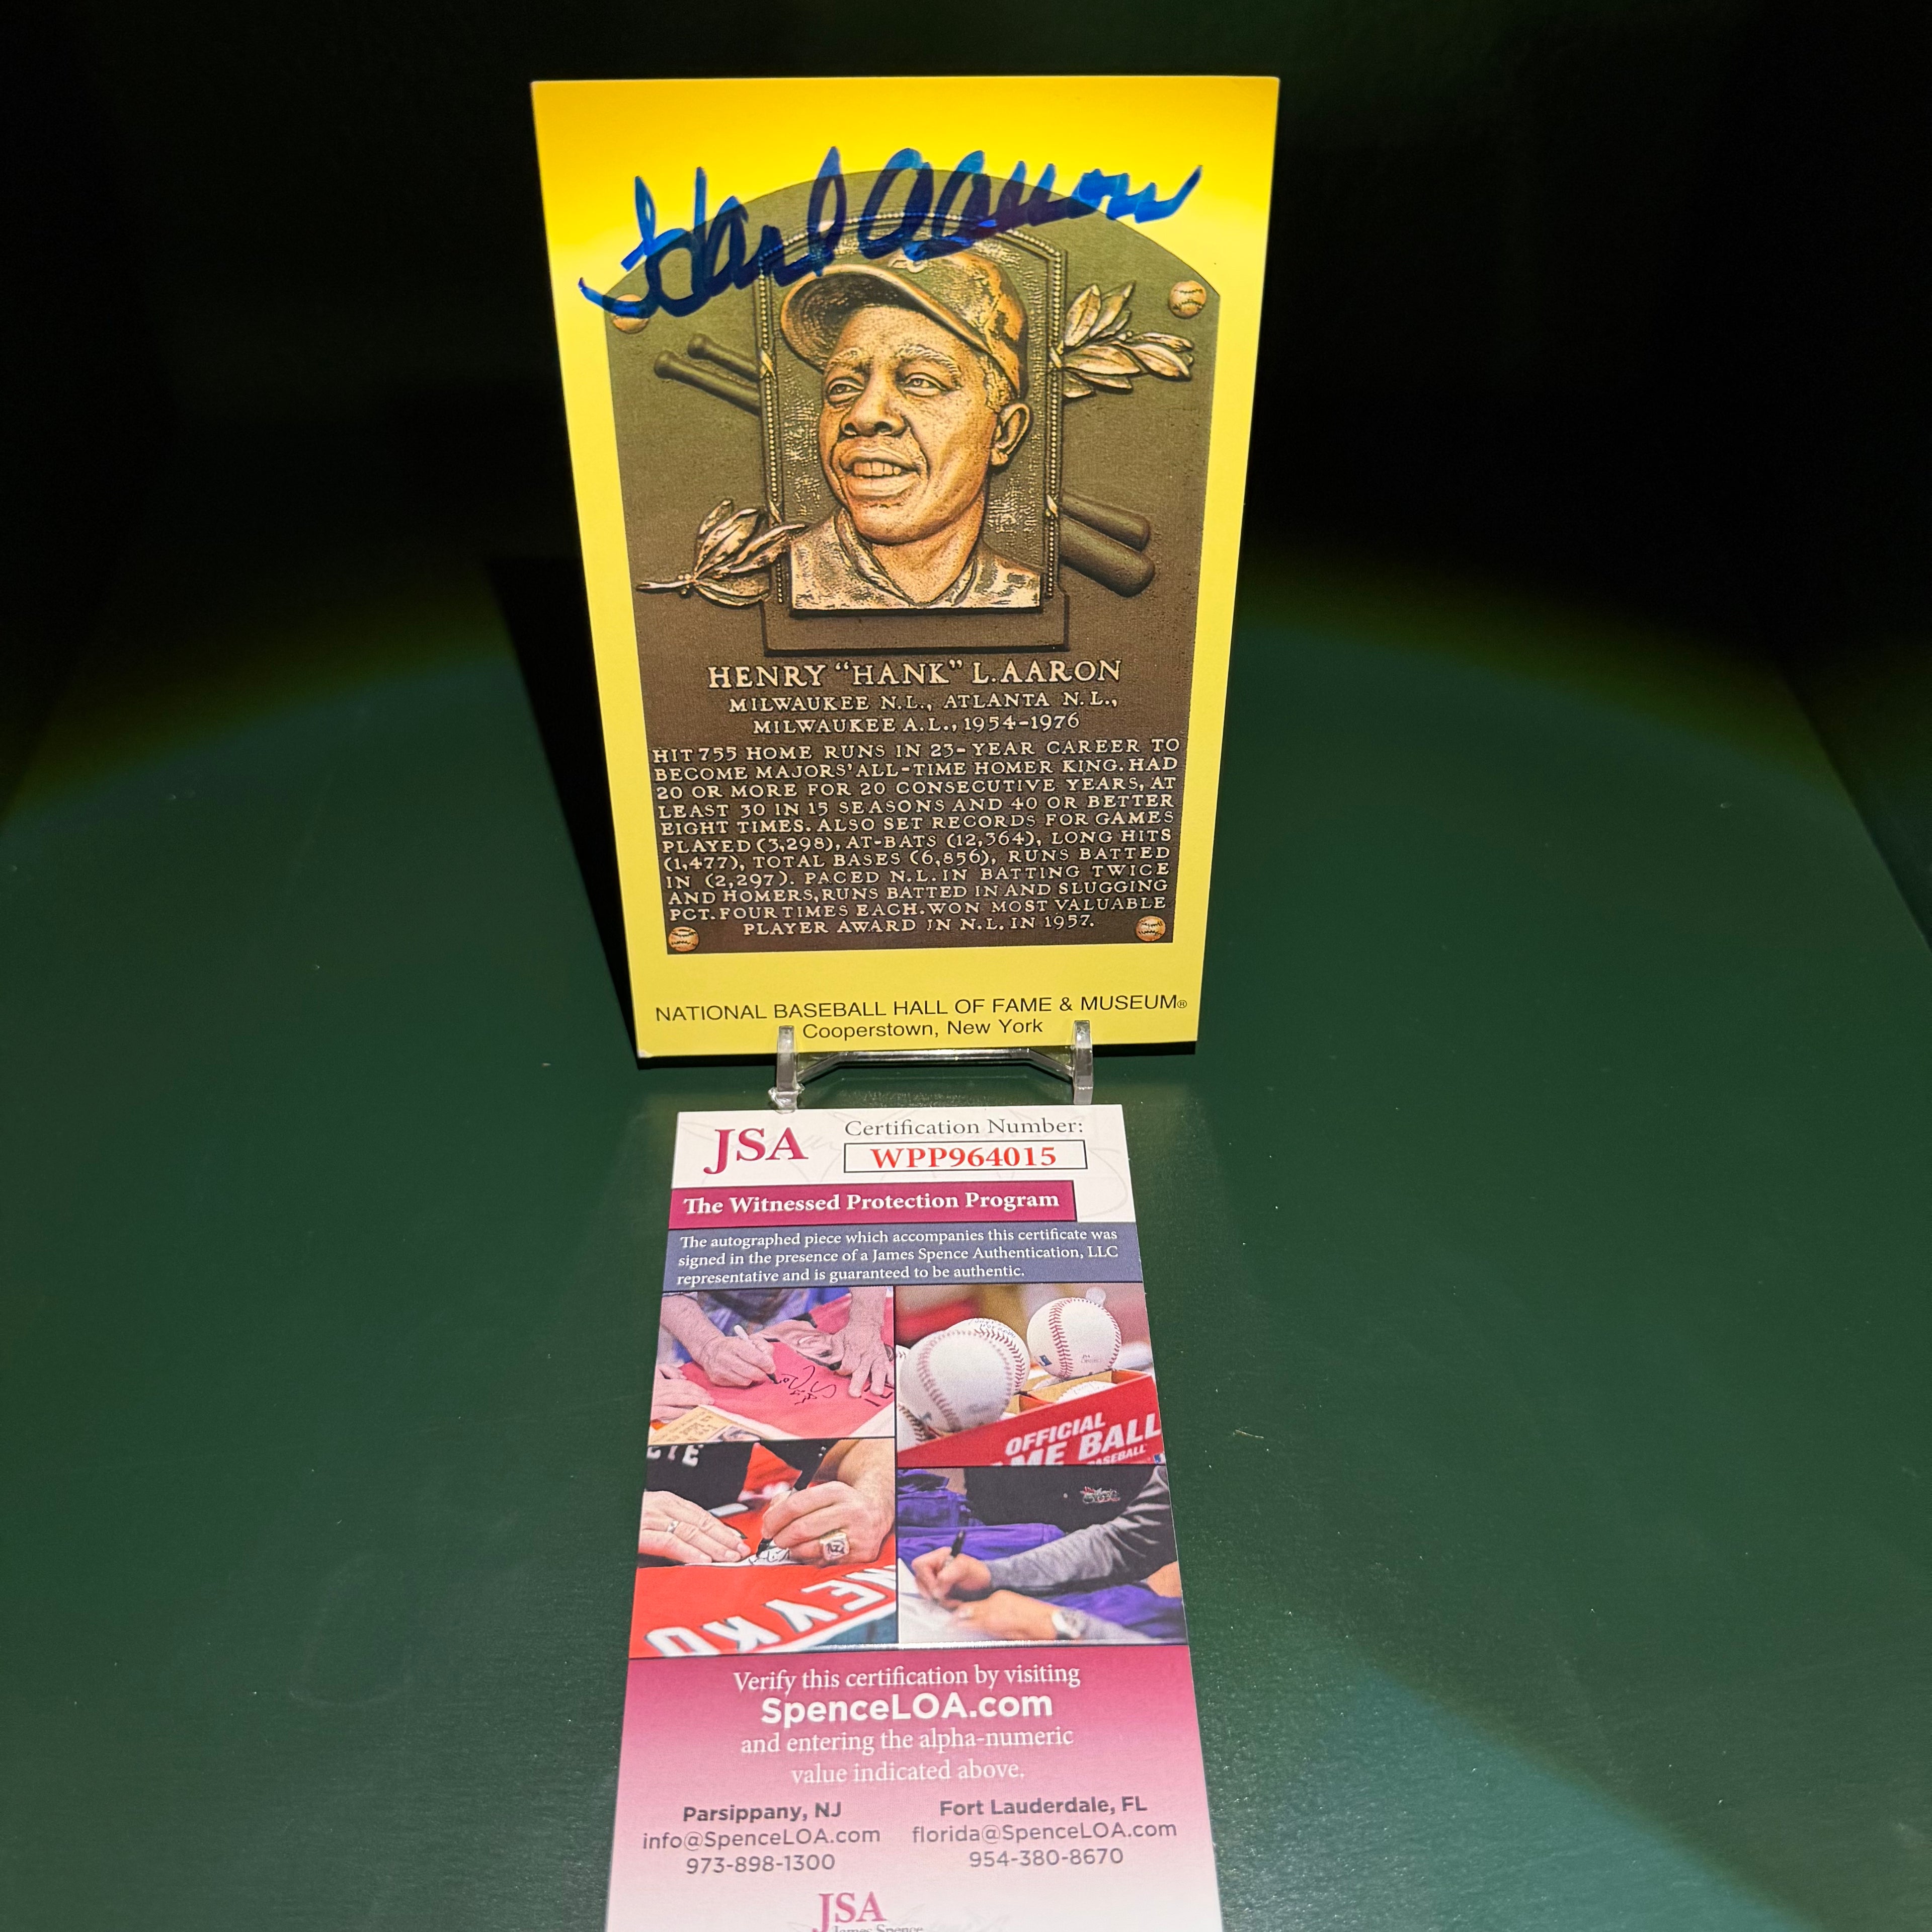 Hank Aaron
HENRY “HANK” L. AARON
MILWAUKEE N.L., ATLANTA N.L.,
MILWAUKEE A.L., 1954-1976
HIT 755 HOME RUNS IN 23-YEAR CAREER TO
BECOME MAJORS' ALL-TIME HOMER KING. HAD
20 OR MORE FOR 20 CONSECUTIVE YEARS, AT
LEAST 30 IN 15 SEASONS AND 40 OR BETTER
EIGHT TIMES. ALSO SET RECORDS FOR GAMES
PLAYED (3,298), AT-BATS (12,364), LONG HITS
(1,477), TOTAL BASES (6,856), RUNS BATTED
IN (2,297). PACED N.L. IN BATTING TWICE
AND HOMERS, RUNS BATTED IN AND SLUGGING
PCT. FOUR TIMES EACH. WON MOST VALUABLE
PLAYER AWARD IN N.L. IN 1957.
NATIONAL BASEBALL HALL OF FAME & MUSEUM®
Cooperstown, New York
JSA
Certification Number:
WPP964015
The Witnessed Protection Program
The autographed piece which accompanies this certificate was
signed in the presence of a James Spence Authentication, LLC
representative and is guaranteed to be authentic.
OFFICIAL
ME BALL
BASEBALL
Verify this certification by visiting
SpenceLOA.com
and entering the alpha-numeric
value indicated above.
Parsippany, NJ
info@SpenceLOA.com
973-898-1300
Fort Lauderdale, FL
florida@SpenceLOA.com
954-380-8670
JSA
James Spence